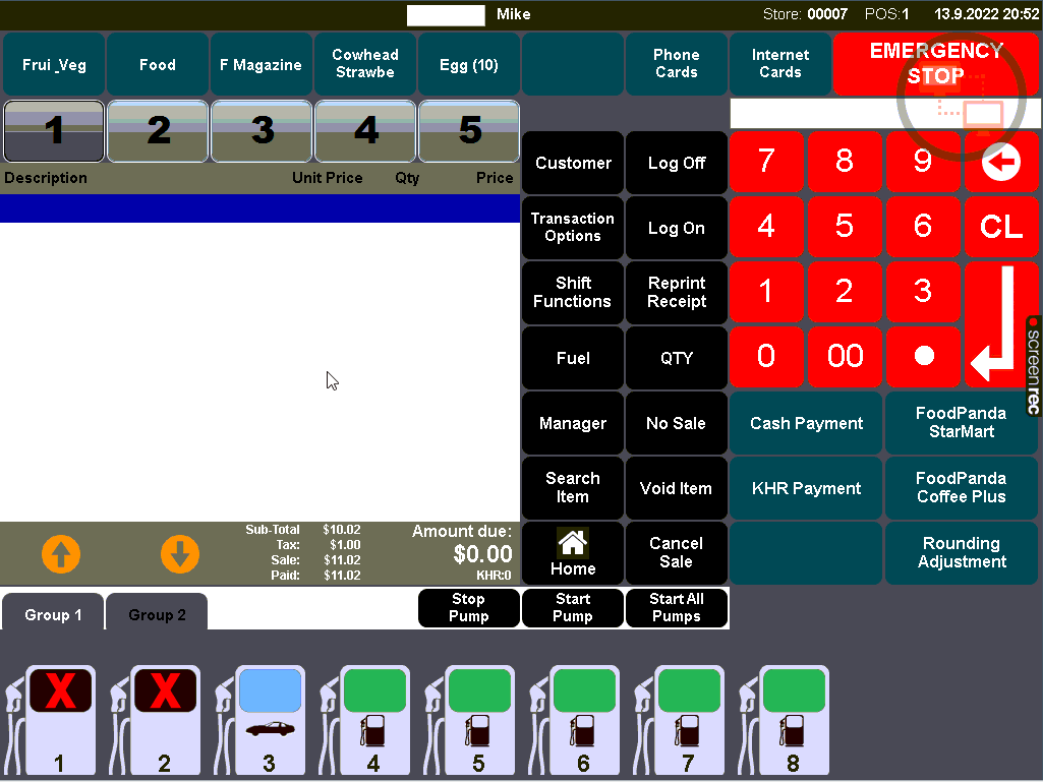 Mike
Store: 00007 POS:1 13.9.2022 20:52
Frui_Veg
Food
F Magazine
Cowhead
Strawbe
Egg (10)
Phone
Cards
Internet
Cards
EMERGENCY
STOP
1
2
3
4
5
Description Unit Price Qty Price
Customer
Log Off
7
8
9
Transaction
Options
Log On
4
5
6
CL
Shift
Functions
Reprint
Receipt
1
2
3
Fuel
QTY
0
00
screenrec
Manager
No Sale
Cash Payment
FoodPanda
StarMart
Search
Item
Void Item
KHR Payment
FoodPanda
Coffee Plus
Sub-Total $10.02
Tax: $1.00
Sale: $11.02
Paid: $11.02
Amount due:
$0.00
KHR:0
Home
Cancel
Sale
Rounding
Adjustment
Group 1
Group 2
Stop
Pump
Start
Pump
Start All
Pumps
X
X
1
2
3
4
5
6
7
8